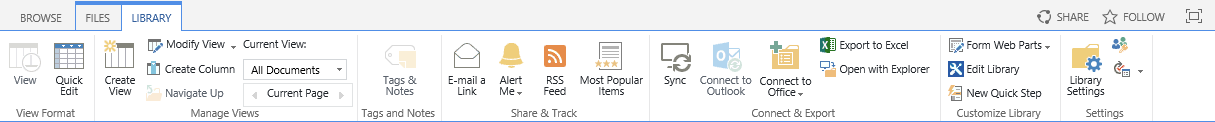 BROWSE FILES LIBRARY SHARE FOLLOW
View
Quick Edit
View Format
Create View
Modify View
Create Column
Navigate Up
Current View:
All Documents
Current Page
Manage Views
Tags & Notes
Tags and Notes
E-mail a Link
Alert Me
RSS Feed
Most Popular Items
Share & Track
Sync
Connect to Outlook
Connect to Office
Export to Excel
Open with Explorer
Connect & Export
Form Web Parts
Edit Library
New Quick Step
Customize Library
Library Settings
Settings